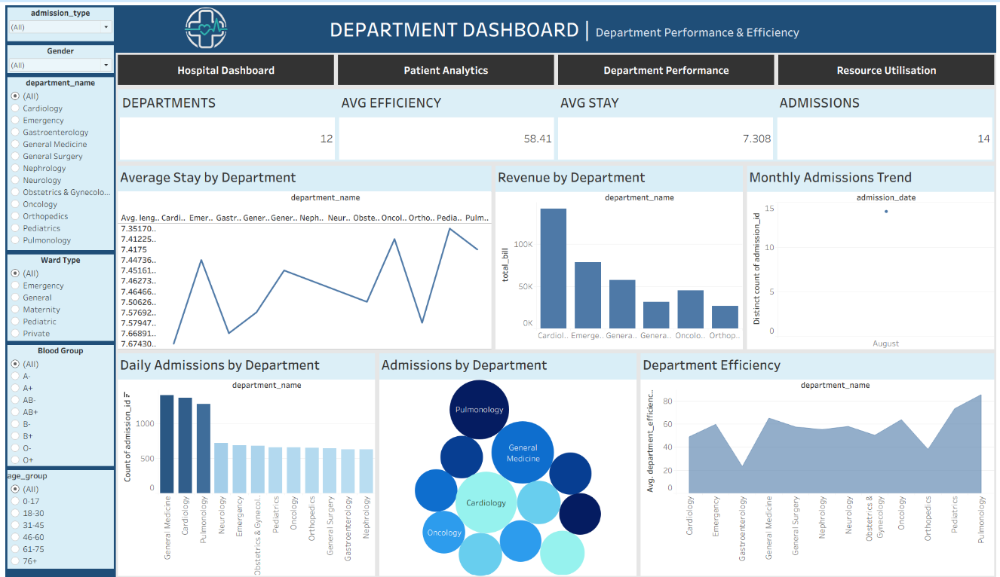 admission_type
(All)
Gender
(All)
department_name
(All)
Cardiology
Emergency
Gastroenterology
General Medicine
General Surgery
Nephrology
Neurology
Obstetrics & Gynecolo...
Oncology
Orthopedics
Pediatrics
Pulmonology
Ward Type
(All)
Emergency
General
Maternity
Pediatric
Private
Blood Group
(All)
A-
A+
AB-
AB+
B-
B+
O-
O+
age_group
(All)
0-17
18-30
31-45
46-60
61-75
76+
DEPARTMENT DASHBOARD | Department Performance & Efficiency
Hospital Dashboard
Patient Analytics
Department Performance
Resource Utilisation
DEPARTMENTS
12
AVG EFFICIENCY
58.41
AVG STAY
7.308
ADMISSIONS
14
Average Stay by Department
department_name
Avg. leng.. Cardi.. Emer.. Gastr.. Gener.. Gener.. Neph.. Neur.. Obste.. Oncol.. Ortho.. Pedia.. Pulm..
7.35170..
7.41225..
7.4175
7.44736..
7.45161..
7.46273..
7.46466..
7.50626..
7.57692..
7.57947..
7.66891..
7.67430..
Revenue by Department
department_name
total_bill
100K
50K
0K
Cardiol.. Emerge.. Genera.. Genera.. Oncolo.. Orthop..
Monthly Admissions Trend
admission_date
Distinct count of admission_id
15
10
5
0
August
Daily Admissions by Department
department_name
Count of admission_id
1000
500
0
General Medicine
Cardiology
Pulmonology
Neurology
Emergency
Obstetrics & Gynecol..
Pediatrics
Oncology
Orthopedics
General Surgery
Gastroenterology
Nephrology
Admissions by Department
Pulmonology
General
Medicine
Cardiology
Oncology
Department Efficiency
department_name
Avg. department_efficienc..
80
60
40
20
0
Cardiology
Emergency
Gastroenterology
General Medicine
General Surgery
Nephrology
Neurology
Obstetrics &
Gynecology
Oncology
Orthopedics
Pediatrics
Pulmonology